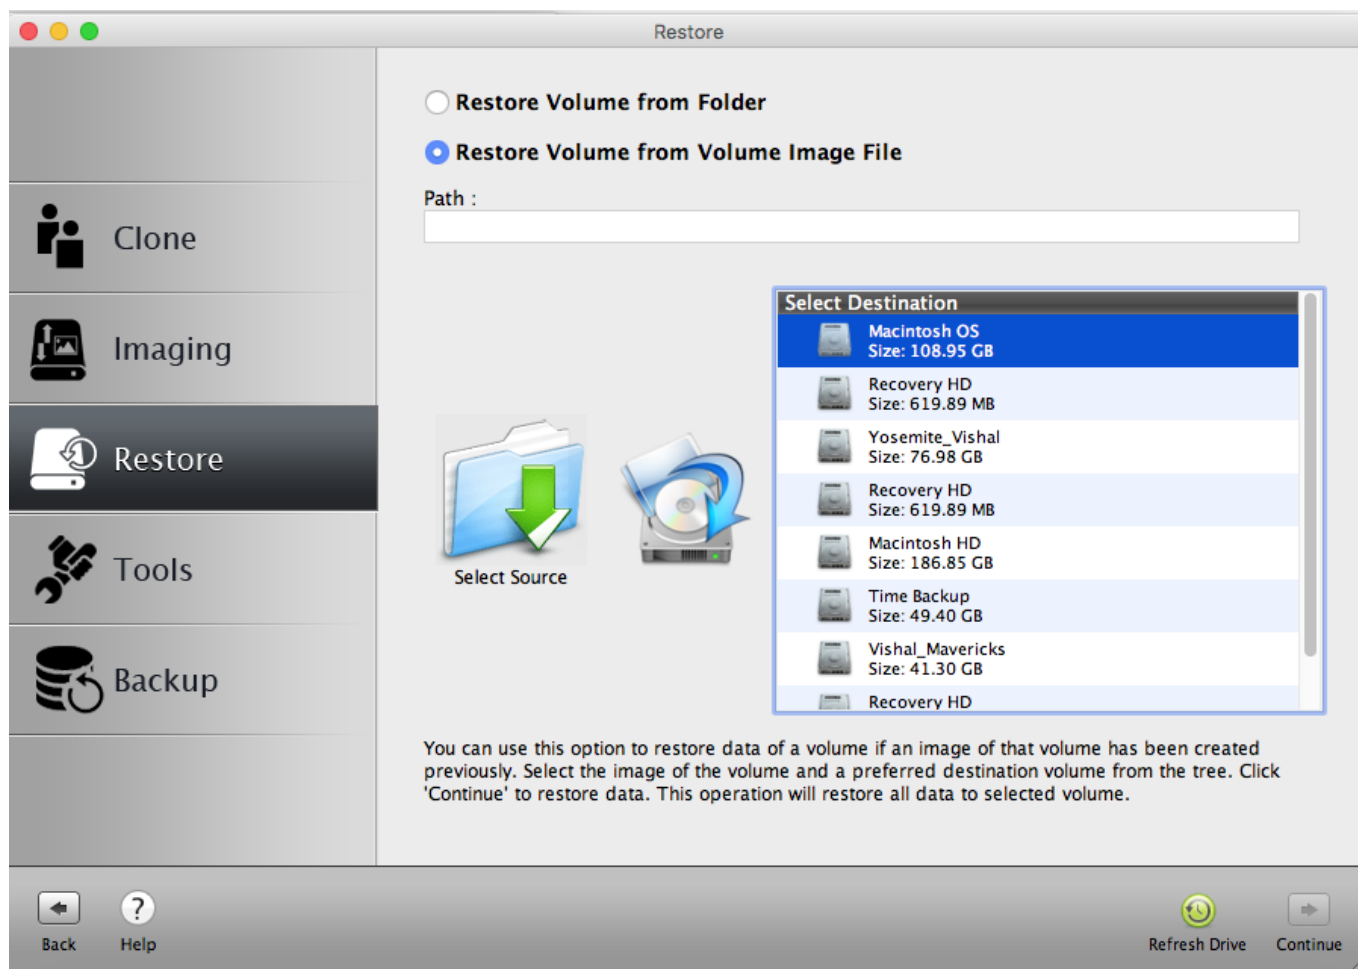 Restore
Restore Volume from Folder
Restore Volume from Volume Image File
Path :
Clone
Imaging
Restore
Tools
Backup
Select Source
Select Destination
Macintosh OS
Size: 108.95 GB
Recovery HD
Size: 619.89 MB
Yosemite_Vishal
Size: 76.98 GB
Recovery HD
Size: 619.89 MB
Macintosh HD
Size: 186.85 GB
Time Backup
Size: 49.40 GB
Vishal_Mavericks
Size: 41.30 GB
Recovery HD
You can use this option to restore data of a volume if an image of that volume has been created
previously. Select the image of the volume and a preferred destination volume from the tree. Click
'Continue' to restore data. This operation will restore all data to selected volume.
?
Back
Help
Refresh Drive
Continue